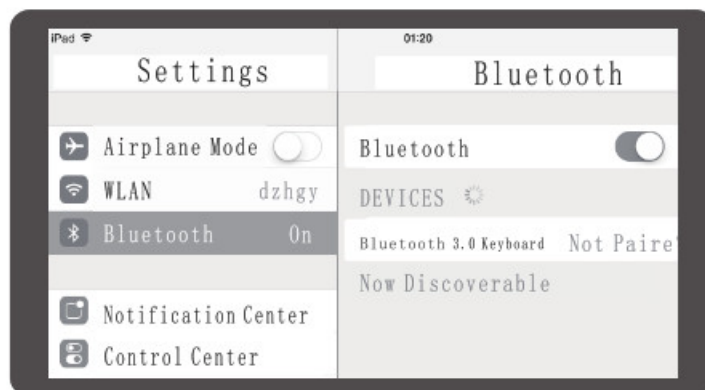 iPad
01:20
Settings
Bluetooth
Airplane Mode
WLAN dzhgy
Bluetooth On
Notification Center
Control Center
Bluetooth
DEVICES
Bluetooth 3.0 Keyboard Not
Now Discoverable